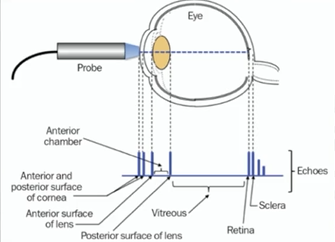 Eye
Probe
Anterior
chamber
Anterior and
posterior surface
of cornea
Anterior surface
of lens
Posterior surface of lens
Vitreous
Retina
Sclera
Echoes